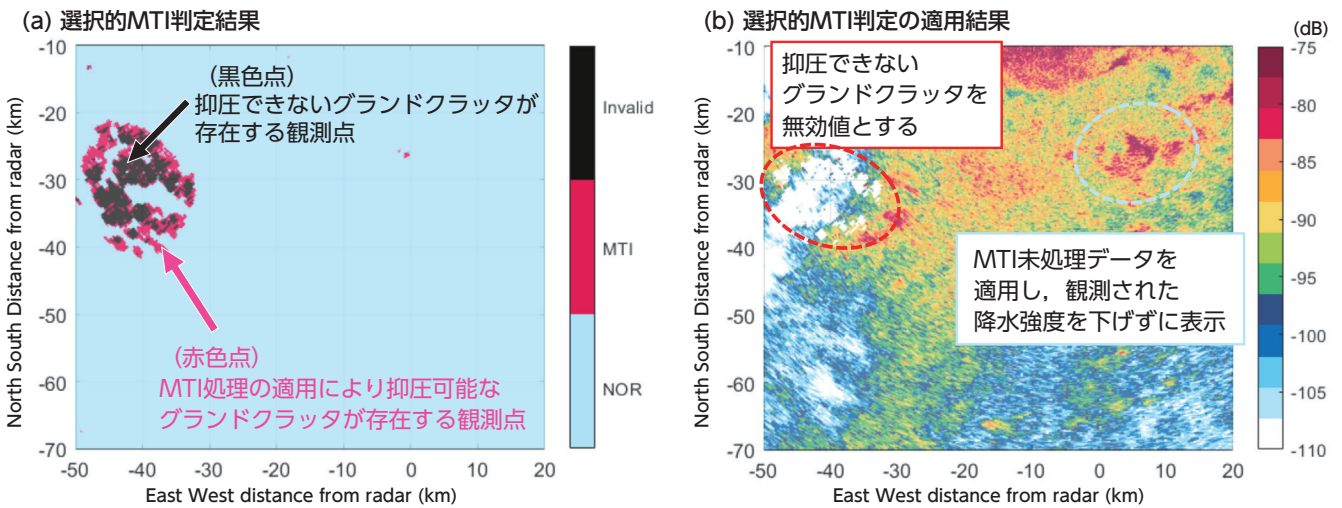 (a) 選択的MTI判定結果
-10
-20
-30
-40
-50
-60
-70
-50
-40
-30
-20
-10
0
10
20
North South Distance from radar (km)
East West distance from radar (km)
(黒色点)
抑圧できないグランドクラッタが
存在する観測点
(赤色点)
MTI処理の適用により抑圧可能な
グランドクラッタが存在する観測点
Invalid
MTI
NOR
(b) 選択的MTI判定の適用結果
-10
-20
-30
-40
-50
-60
-70
-50
-40
-30
-20
-10
0
10
20
North South Distance from radar (km)
East West distance from radar (km)
抑圧できない
グランドクラッタを
無効値とする
MTI未処理データを
適用し，観測された
降水強度を下げずに表示
(dB)
-75
-80
-85
-90
-95
-100
-105
-110